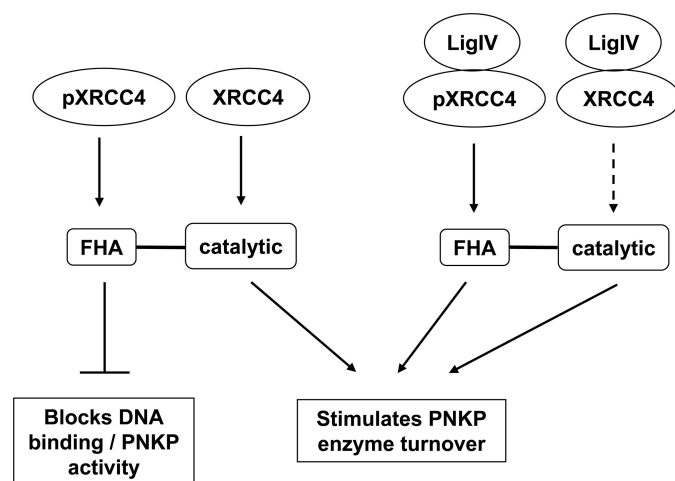 LigIV
LigIV
pXRCC4
XRCC4
pXRCC4
XRCC4
FHA
catalytic
FHA
catalytic
Blocks DNA
binding / PNKP
activity
Stimulates PNKP
enzyme turnover